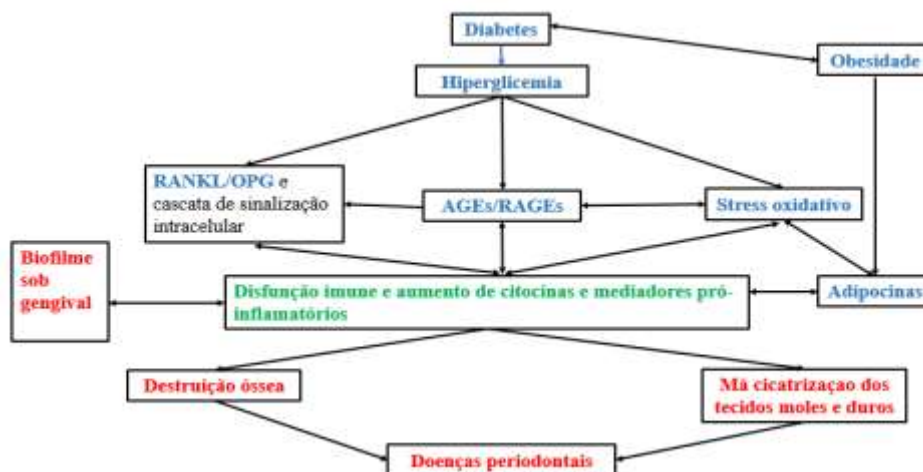 Diabetes
Obesidade
Hiperglicemia
RANKL/OPG e
cascata de sinalização
intracelular
AGEs/RAGEs
Stress oxidativo
Biofilme
sob
gengival
Disfunção imune e aumento de citocinas e mediadores pró-
inflamatórios
Adipocinas
Destruição óssea
Má cicatrização dos
tecidos moles e duros
Doenças periodontais